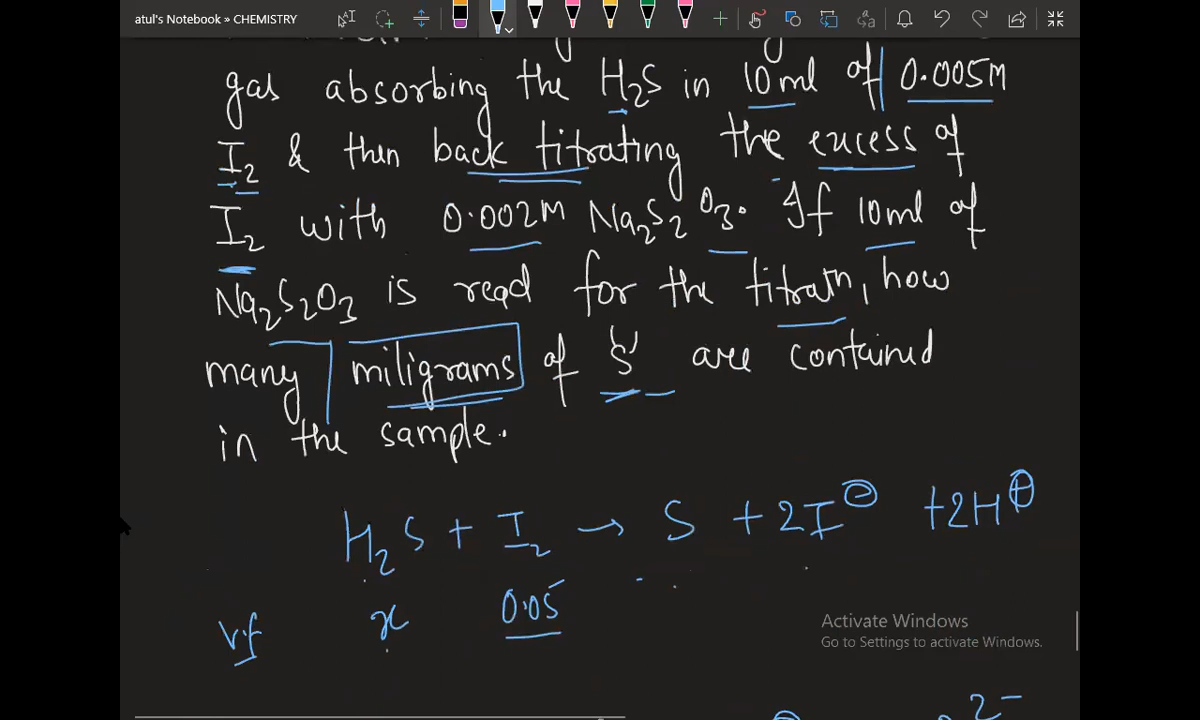 atul's Notebook » CHEMISTRY
gas absorbing the H₂S in 10ml of 0.005M
I₂ & then back titrating the excess of
I₂ with 0.002M Na₂S₂O₃. If 10ml of
Na₂S₂O₃ is reqd for the titratn, how
many miligrams of 'S' are contained
in the sample.
H₂S + I₂ → S + 2I⊖ + 2H⊕
v.f x 0.05
Activate Windows
Go to Settings to activate Windows.
2-